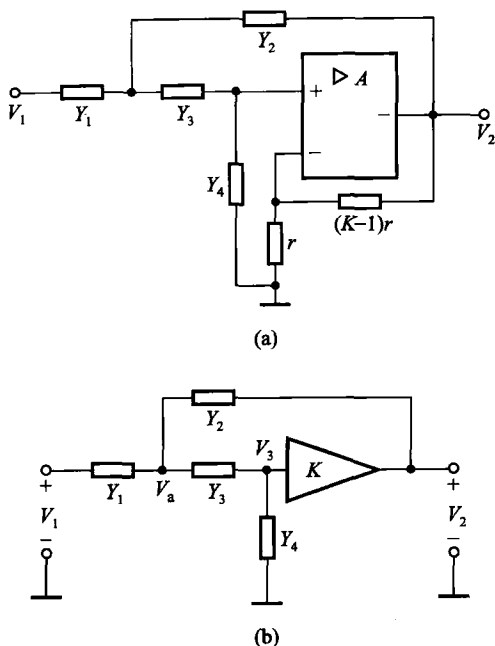 Y₂
▷ A
V₁ Y₁ Y₃ + − V₂
−
Y₄
(K−1)r
r
(a)
Y₂
V₃
K
+ Y₁ Vₐ Y₃ +
V₁ Y₄ V₂
− −
(b)